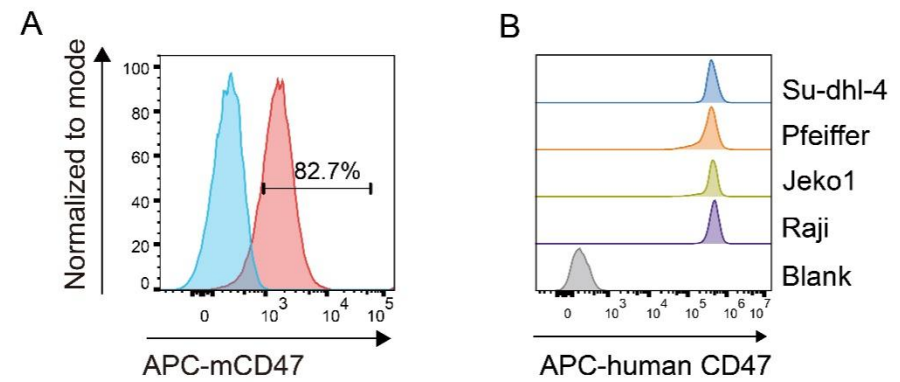 A
B
Normalized to mode
100
80
60
40
20
0
82.7%
0
10³
10⁴
10⁵
APC-mCD47
Su-dhl-4
Pfeiffer
Jeko1
Raji
Blank
0
10³
10⁴
10⁵
10⁶
10⁷
APC-human CD47